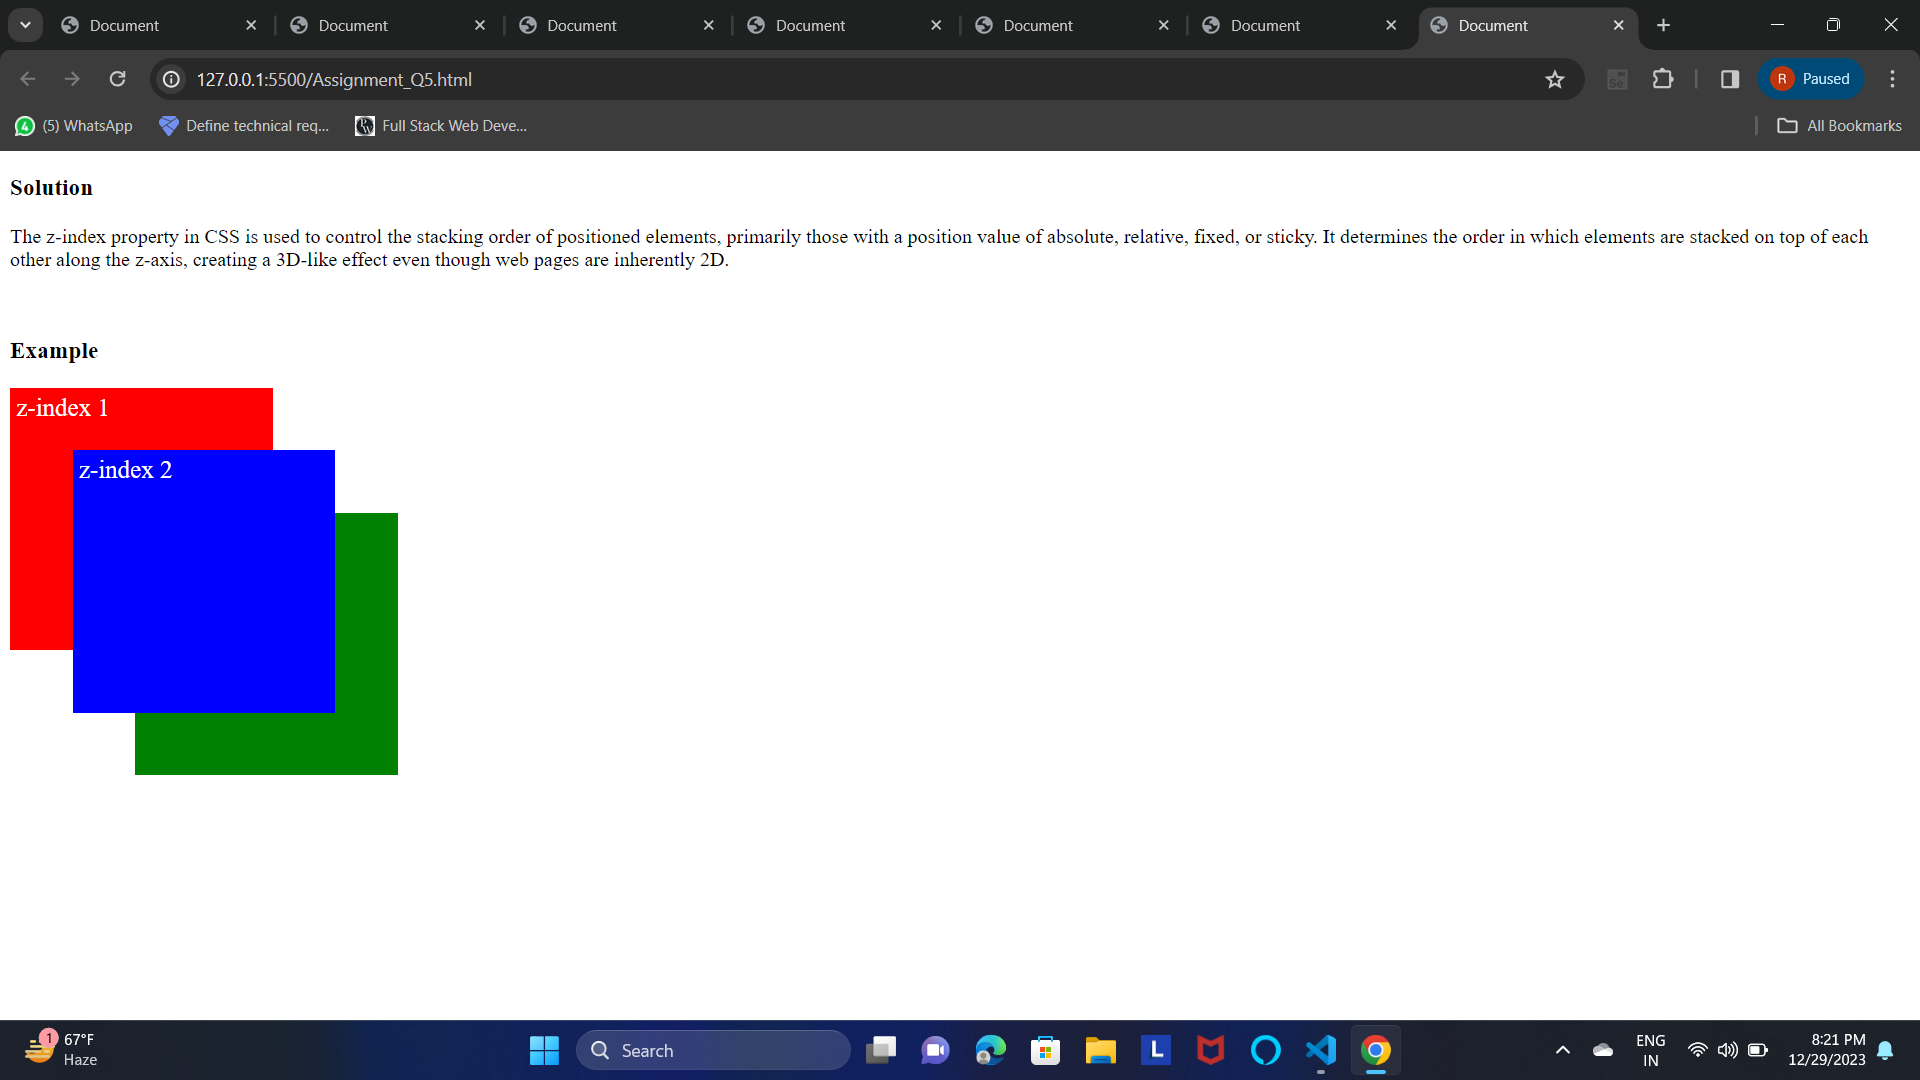 Document
Document
Document
Document
Document
Document
Document
127.0.0.1:5500/Assignment_Q5.html
R
Paused
4
(5) WhatsApp
Define technical req...
PW
Full Stack Web Deve...
All Bookmarks
Solution
The z-index property in CSS is used to control the stacking order of positioned elements, primarily those with a position value of absolute, relative, fixed, or sticky. It determines the order in which elements are stacked on top of each
other along the z-axis, creating a 3D-like effect even though web pages are inherently 2D.
Example
z-index 1
z-index 2
1
67°F
Haze
Search
L
ENG
IN
8:21 PM
12/29/2023